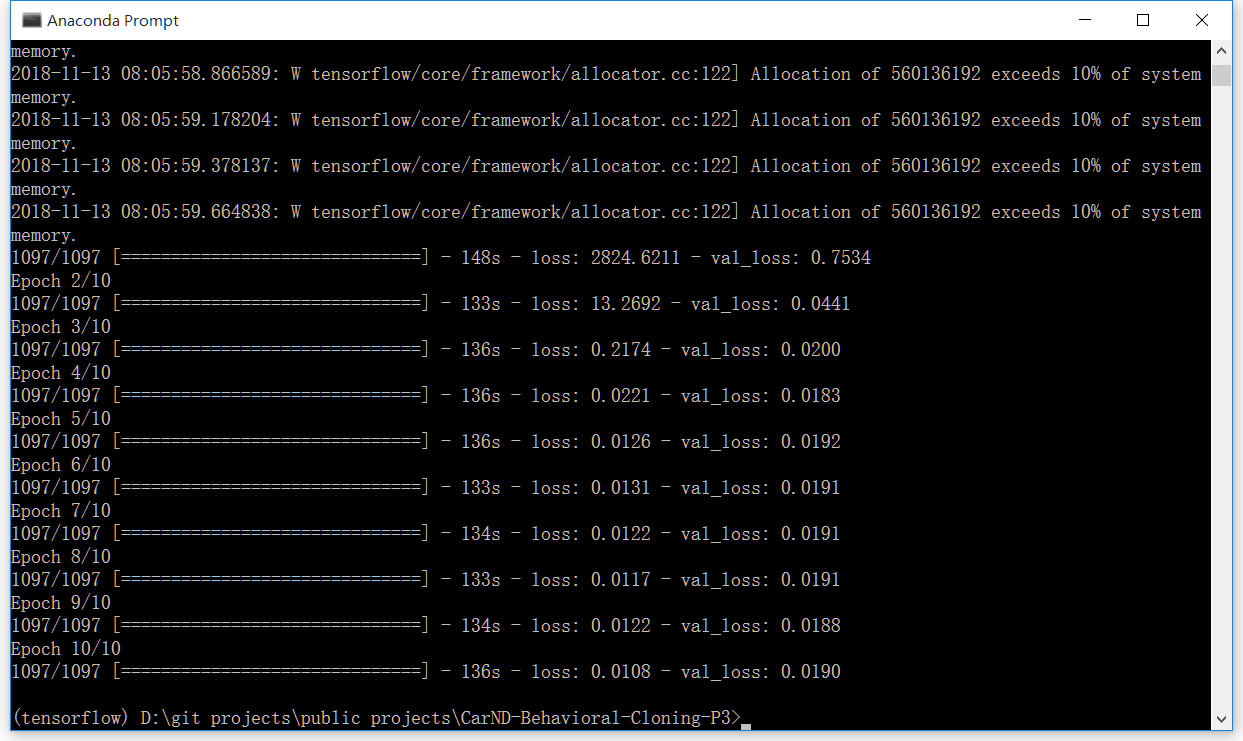 Anaconda Prompt
memory.
2018-11-13 08:05:58.866589: W tensorflow/core/framework/allocator.cc:122] Allocation of 560136192 exceeds 10% of system
memory.
2018-11-13 08:05:59.178204: W tensorflow/core/framework/allocator.cc:122] Allocation of 560136192 exceeds 10% of system
memory.
2018-11-13 08:05:59.378137: W tensorflow/core/framework/allocator.cc:122] Allocation of 560136192 exceeds 10% of system
memory.
2018-11-13 08:05:59.664838: W tensorflow/core/framework/allocator.cc:122] Allocation of 560136192 exceeds 10% of system
memory.
1097/1097 [==============================] - 148s - loss: 2824.6211 - val_loss: 0.7534
Epoch 2/10
1097/1097 [==============================] - 133s - loss: 13.2692 - val_loss: 0.0441
Epoch 3/10
1097/1097 [==============================] - 136s - loss: 0.2174 - val_loss: 0.0200
Epoch 4/10
1097/1097 [==============================] - 136s - loss: 0.0221 - val_loss: 0.0183
Epoch 5/10
1097/1097 [==============================] - 136s - loss: 0.0126 - val_loss: 0.0192
Epoch 6/10
1097/1097 [==============================] - 133s - loss: 0.0131 - val_loss: 0.0191
Epoch 7/10
1097/1097 [==============================] - 134s - loss: 0.0122 - val_loss: 0.0191
Epoch 8/10
1097/1097 [==============================] - 133s - loss: 0.0117 - val_loss: 0.0191
Epoch 9/10
1097/1097 [==============================] - 134s - loss: 0.0122 - val_loss: 0.0188
Epoch 10/10
1097/1097 [==============================] - 136s - loss: 0.0108 - val_loss: 0.0190
(tensorflow) D:\git projects\public projects\CarND-Behavioral-Cloning-P3>